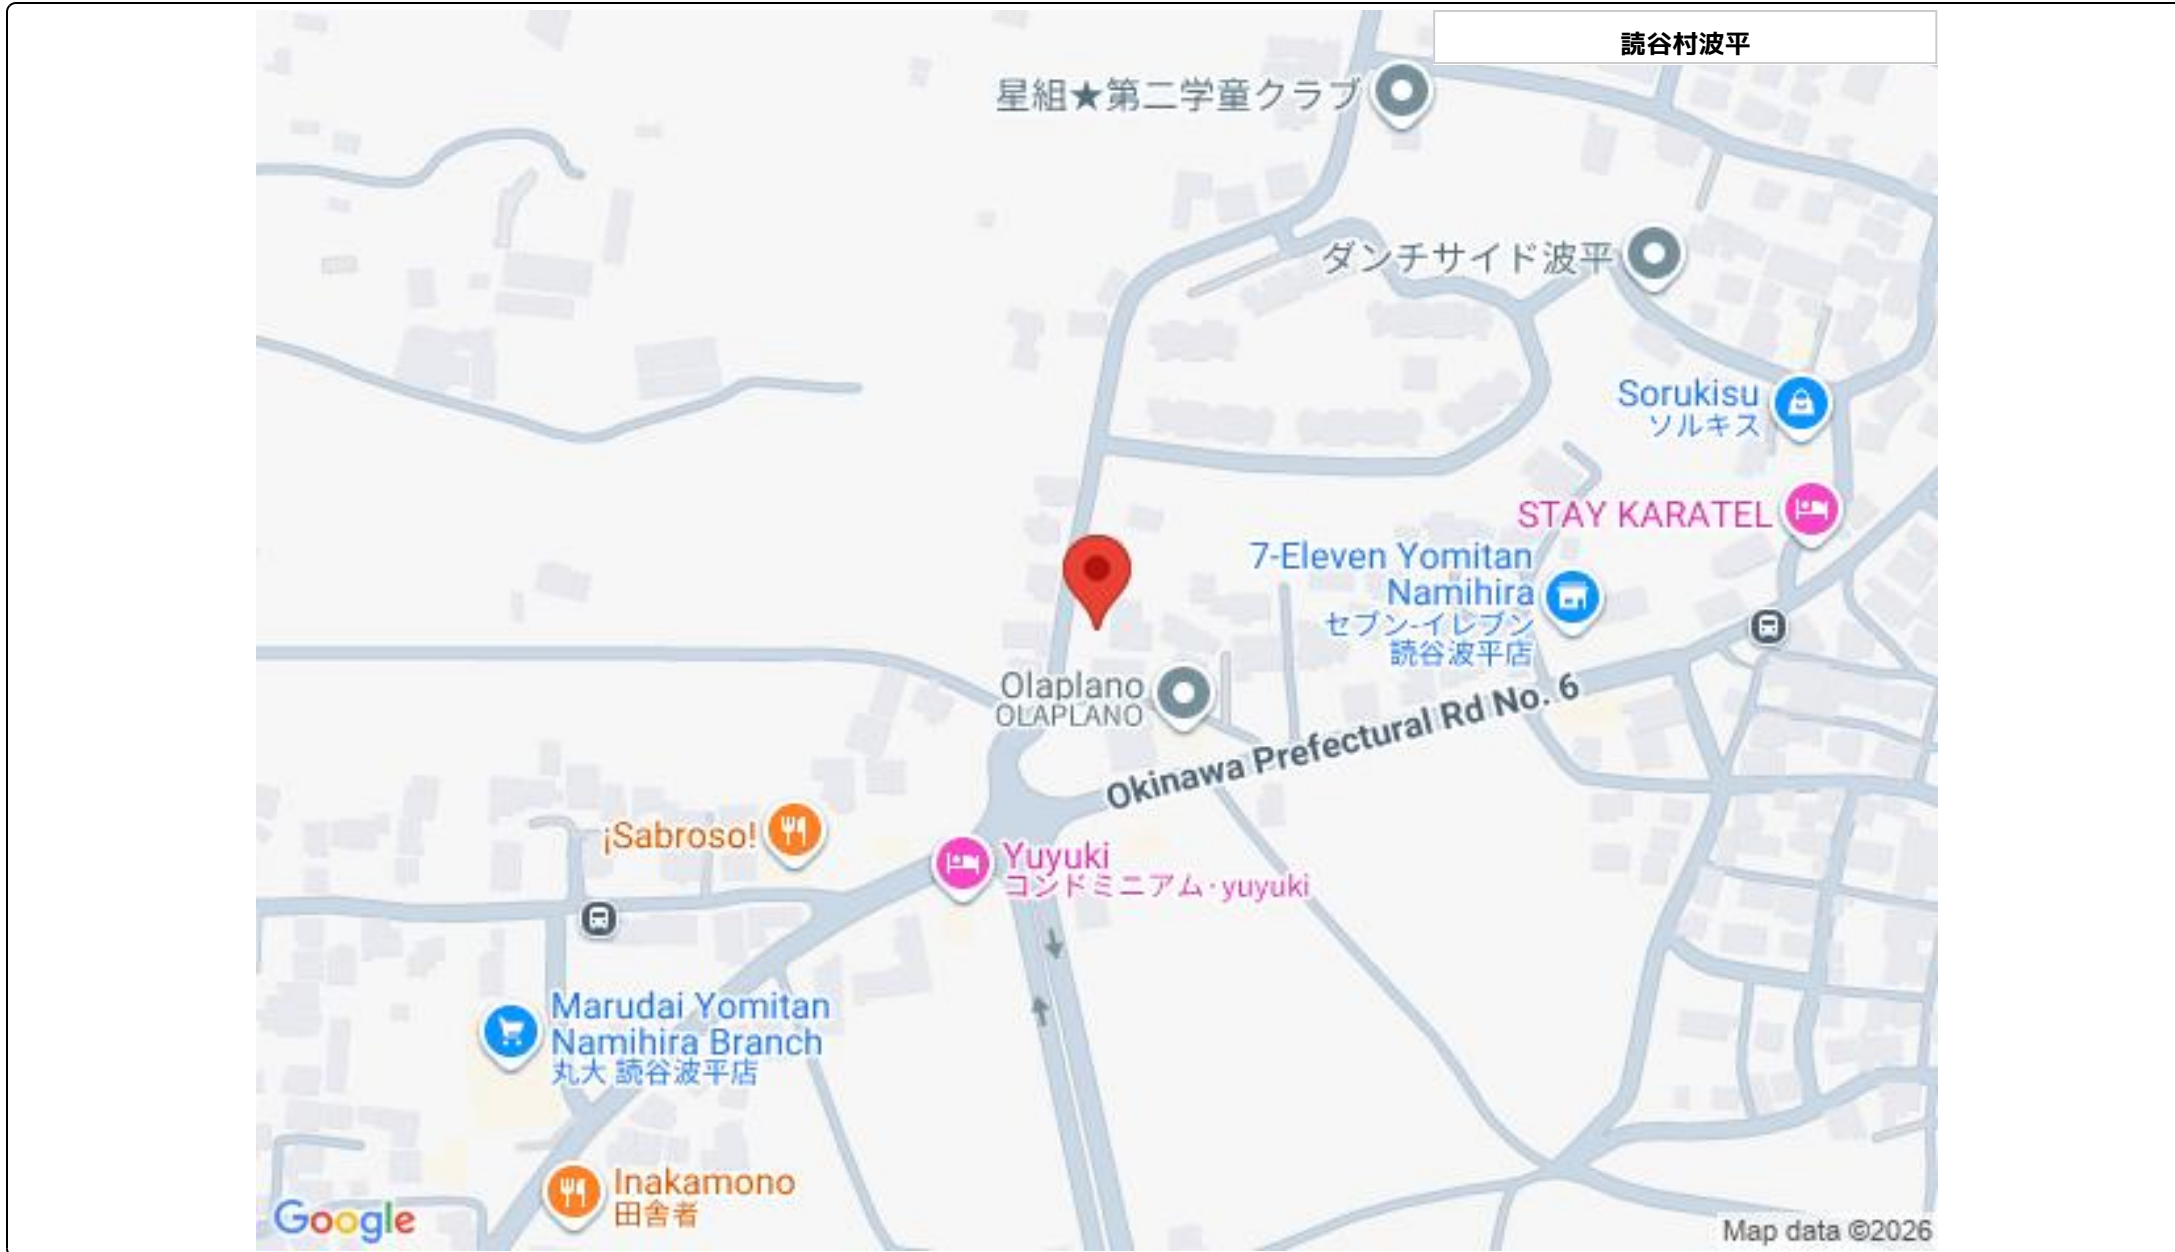 読谷村波平
星組★第二学童クラブ
ダンチサイド波平
Sorukisu
ソルキス
STAY KARATEL
7-Eleven Yomitan
Namihira
セブン-イレブン
読谷波平店
Olaplano
OLAPLANO
Okinawa Prefectural Rd No. 6
¡Sabroso!
Yuyuki
コンドミニアム·yuyuki
Marudai Yomitan
Namihira Branch
丸大 読谷波平店
Inakamono
田舎者
Google
Map data ©2026